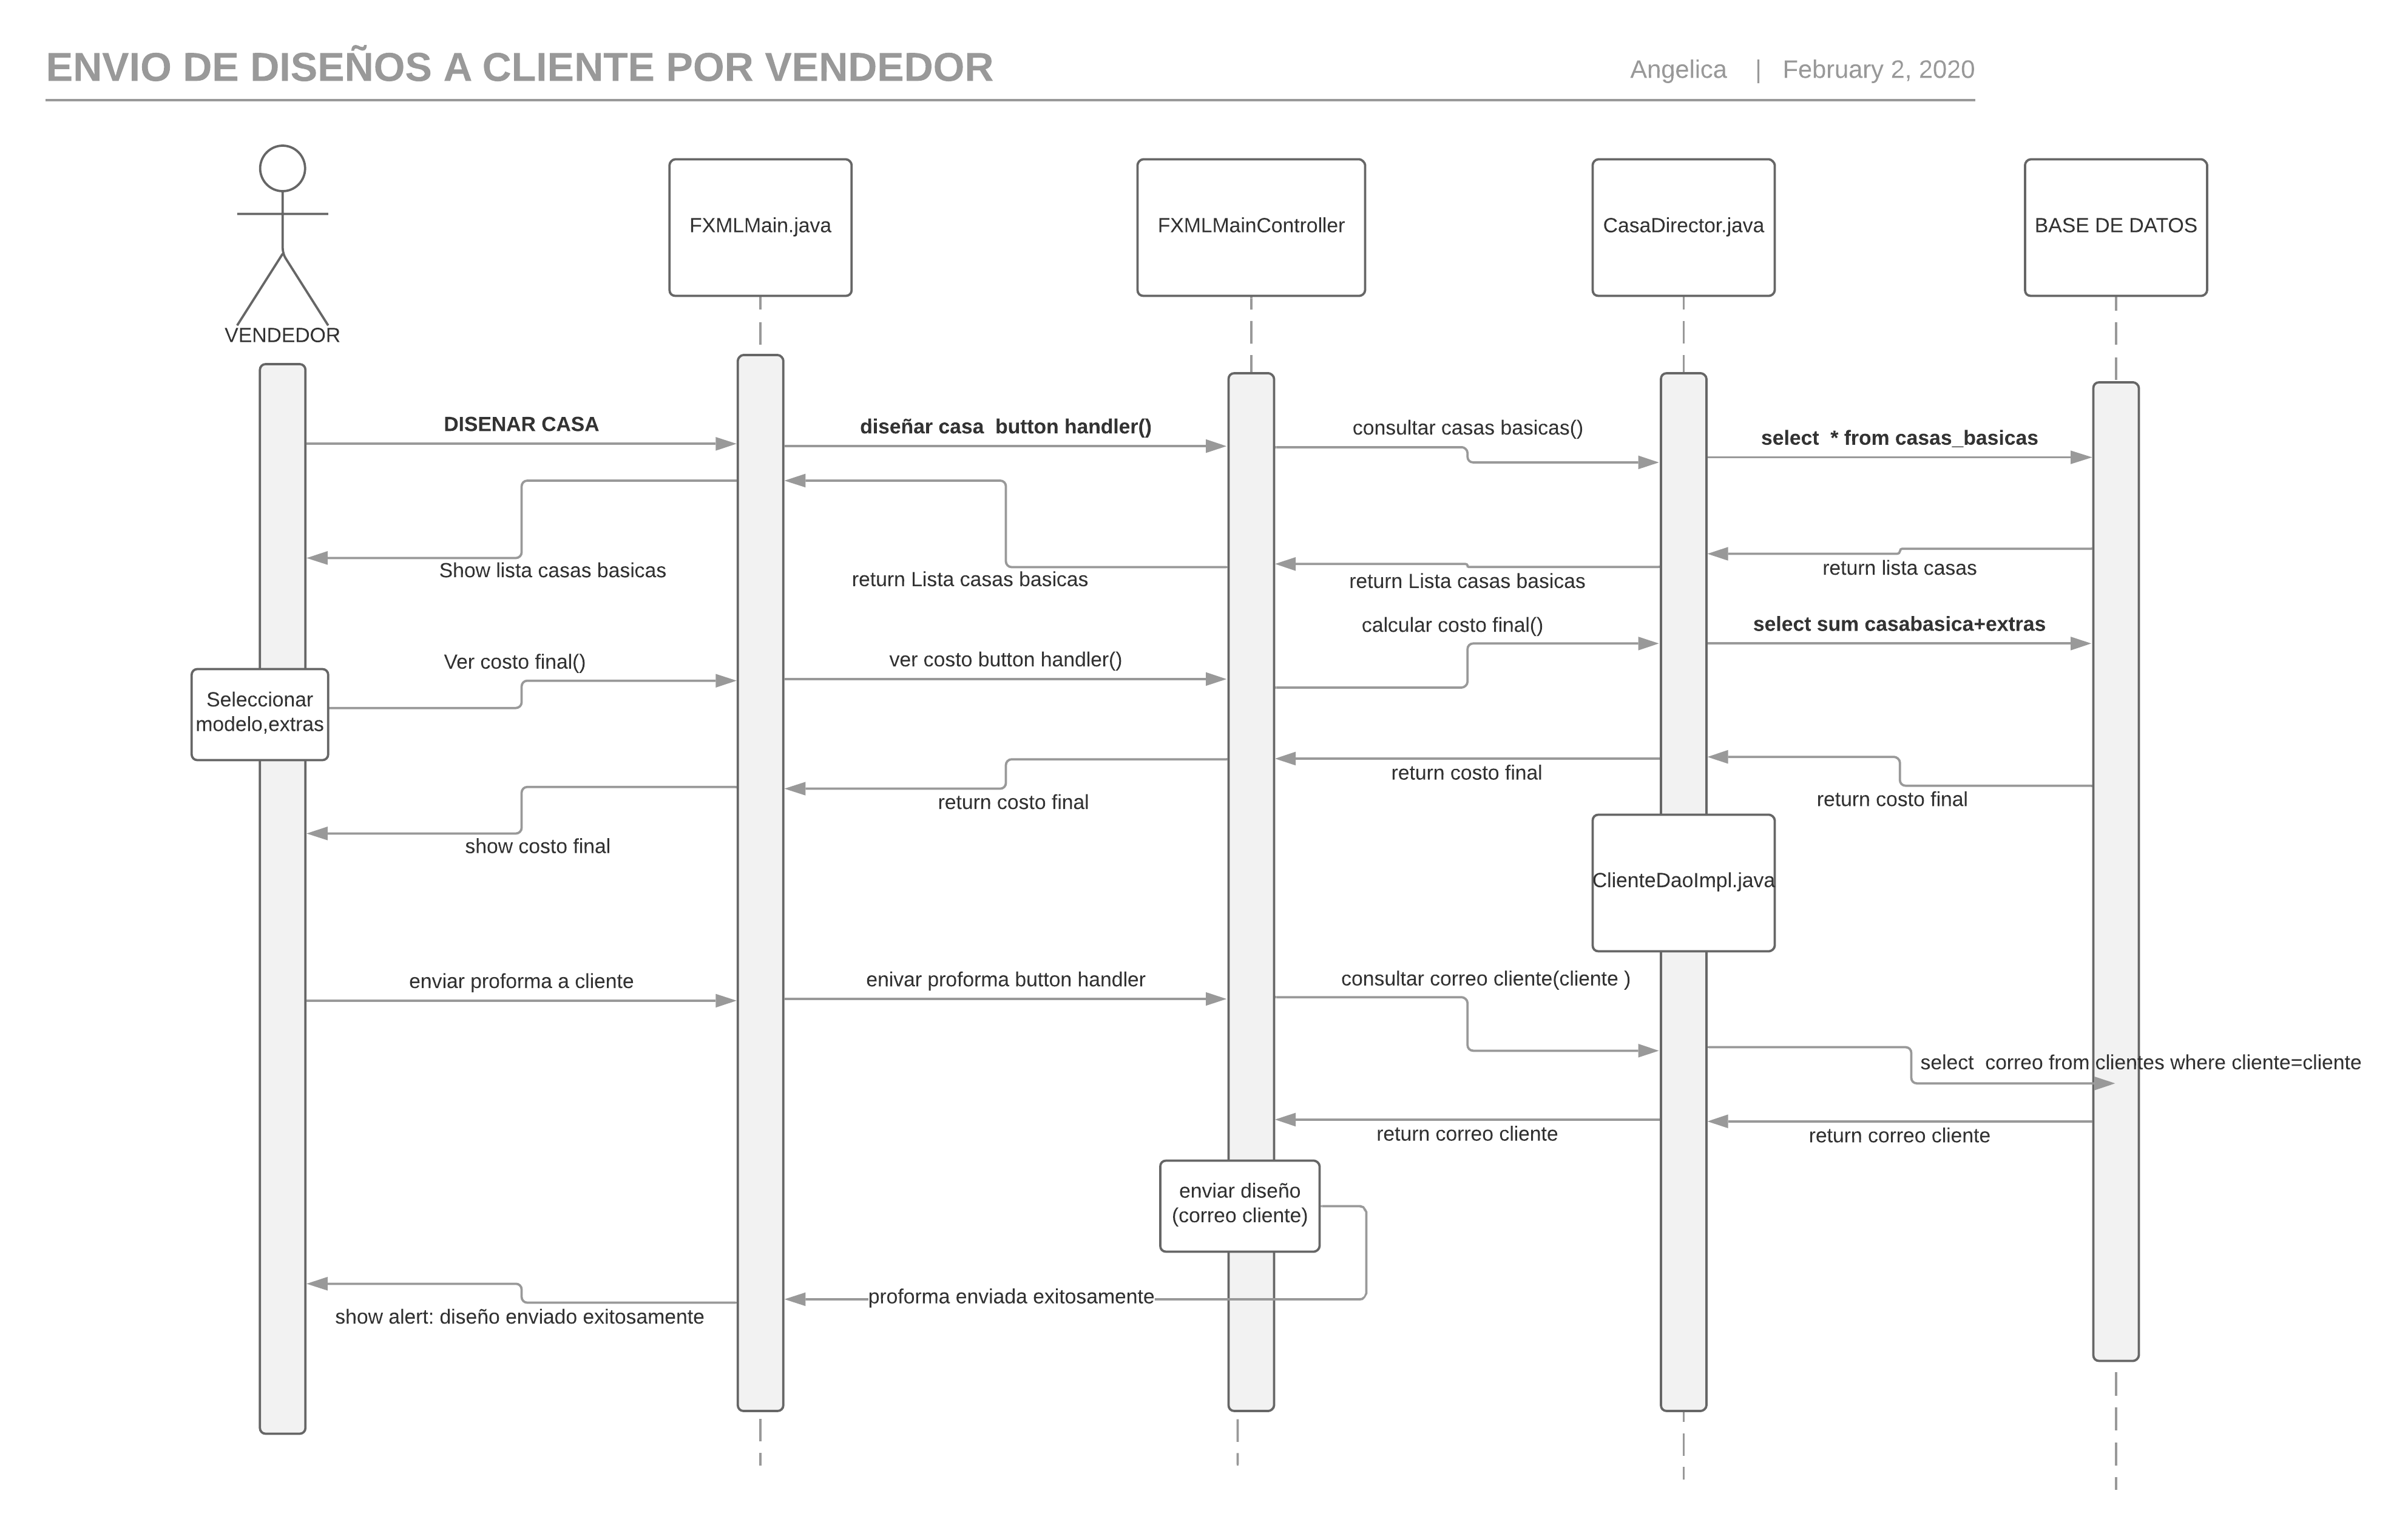 ENVIO DE DISEÑOS A CLIENTE POR VENDEDOR
Angelica | February 2, 2020
VENDEDOR
FXMLMain.java
FXMLMainController
CasaDirector.java
BASE DE DATOS
DISENAR CASA
diseñar casa  button handler()
consultar casas basicas()
select  * from casas_basicas
Show lista casas basicas
return Lista casas basicas
return Lista casas basicas
return lista casas
Ver costo final()
ver costo button handler()
calcular costo final()
select sum casabasica+extras
Seleccionar
modelo,extras
show costo final
return costo final
return costo final
return costo final
ClienteDaoImpl.java
enviar proforma a cliente
enivar proforma button handler
consultar correo cliente(cliente )
select  correo from clientes where cliente=cliente
return correo cliente
return correo cliente
enviar diseño
(correo cliente)
proforma enviada exitosamente
show alert: diseño enviado exitosamente